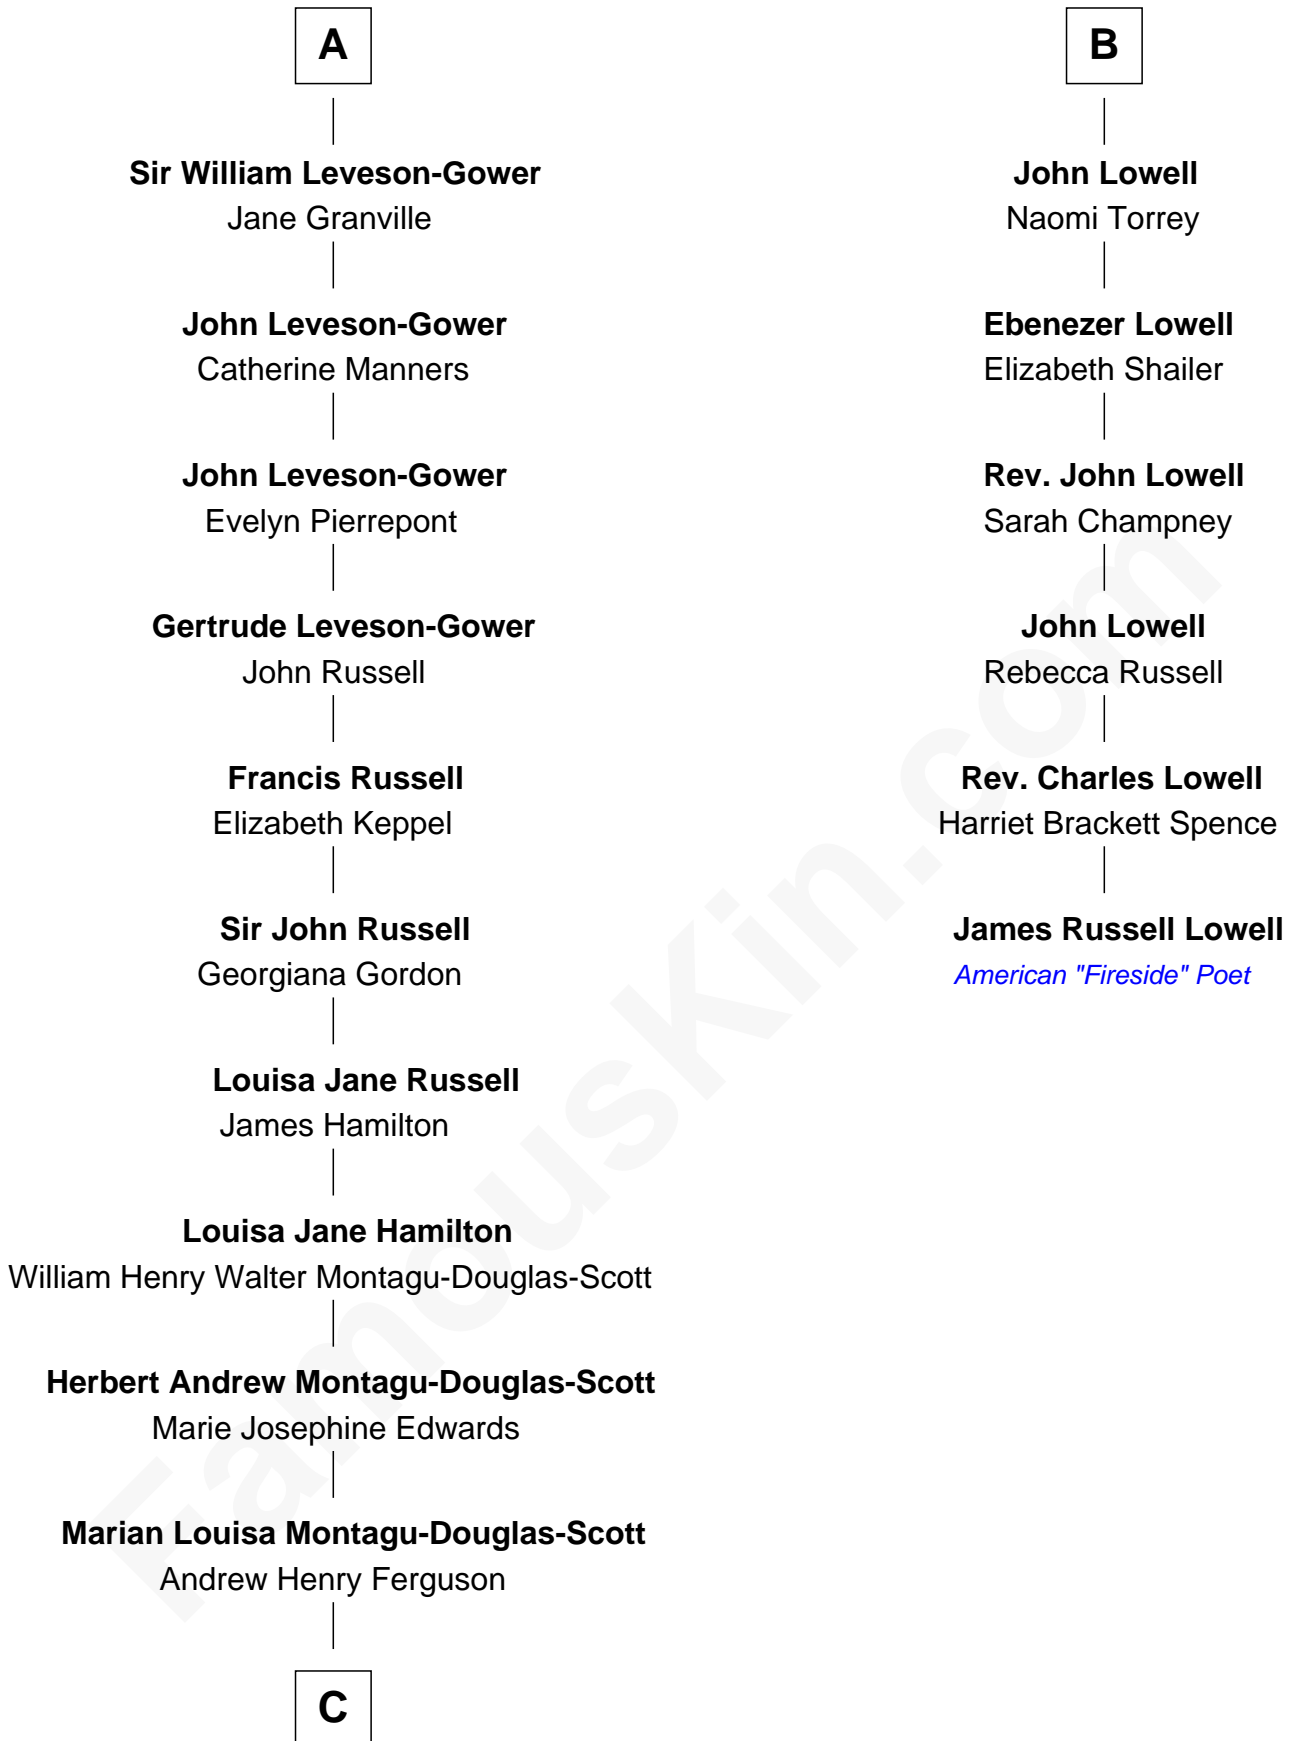 A
Sir William Leveson-Gower
Jane Granville
John Leveson-Gower
Catherine Manners
John Leveson-Gower
Evelyn Pierrepont
Gertrude Leveson-Gower
John Russell
Francis Russell
Elizabeth Keppel
Sir John Russell
Georgiana Gordon
Louisa Jane Russell
James Hamilton
Louisa Jane Hamilton
William Henry Walter Montagu-Douglas-Scott
Herbert Andrew Montagu-Douglas-Scott
Marie Josephine Edwards
Marian Louisa Montagu-Douglas-Scott
Andrew Henry Ferguson
C
B
John Lowell
Naomi Torrey
Ebenezer Lowell
Elizabeth Shailer
Rev. John Lowell
Sarah Champney
John Lowell
Rebecca Russell
Rev. Charles Lowell
Harriet Brackett Spence
James Russell Lowell
American "Fireside" Poet
FamousKin.com